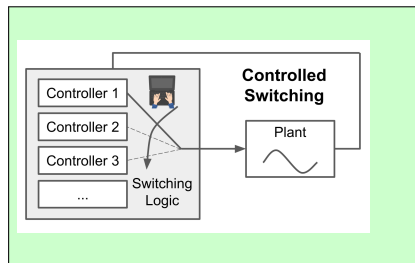 Controlled
Switching
Controller 1
Controller 2
Controller 3
...
Switching
Logic
Plant